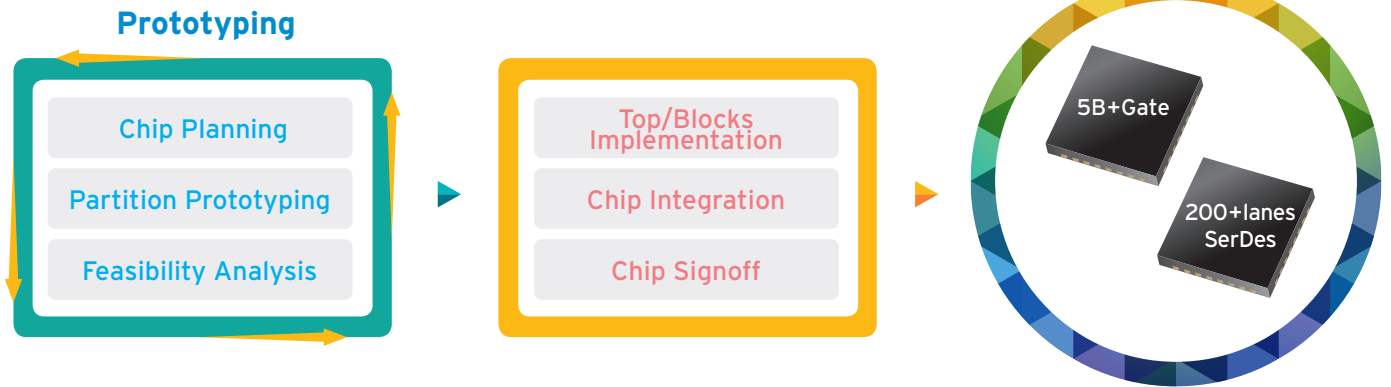 Prototyping
Chip Planning
Partition Prototyping
Feasibility Analysis
Top/Blocks
Implementation
Chip Integration
Chip Signoff
5B+Gate
200+lanes
SerDes